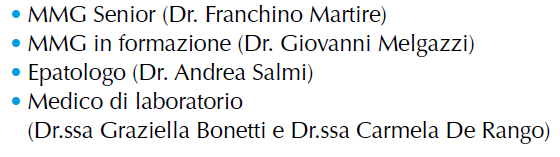 • MMG Senior (Dr. Franchino Martire)
• MMG in formazione (Dr. Giovanni Melgazzi)
• Epatologo (Dr. Andrea Salmi)
• Medico di laboratorio
(Dr.ssa Graziella Bonetti e Dr.ssa Carmela De Rango)